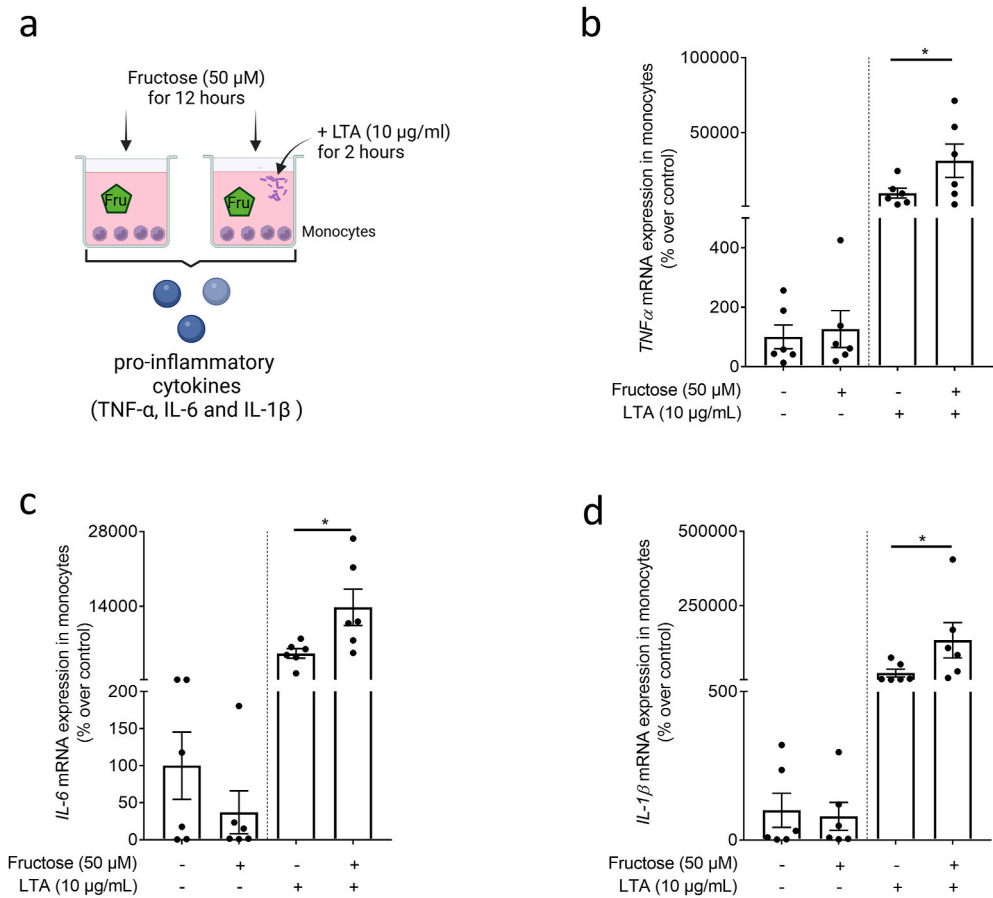 a
Fructose (50 µM)
for 12 hours
+ LTA (10 µg/ml)
for 2 hours
Fru
Fru
Monocytes
pro-inflammatory
cytokines
(TNF-α, IL-6 and IL-1β )
b
TNFα mRNA expression in monocytes
(% over control)
100000
50000
400
200
0
*
Fructose (50 µM) - + - +
LTA (10 µg/mL) - - + +
c
IL-6 mRNA expression in monocytes
(% over control)
28000
14000
200
150
100
50
0
*
Fructose (50 µM) - + - +
LTA (10 µg/mL) - - + +
d
IL-1β mRNA expression in monocytes
(% over control)
500000
250000
500
0
*
Fructose (50 µM) - + - +
LTA (10 µg/mL) - - + +